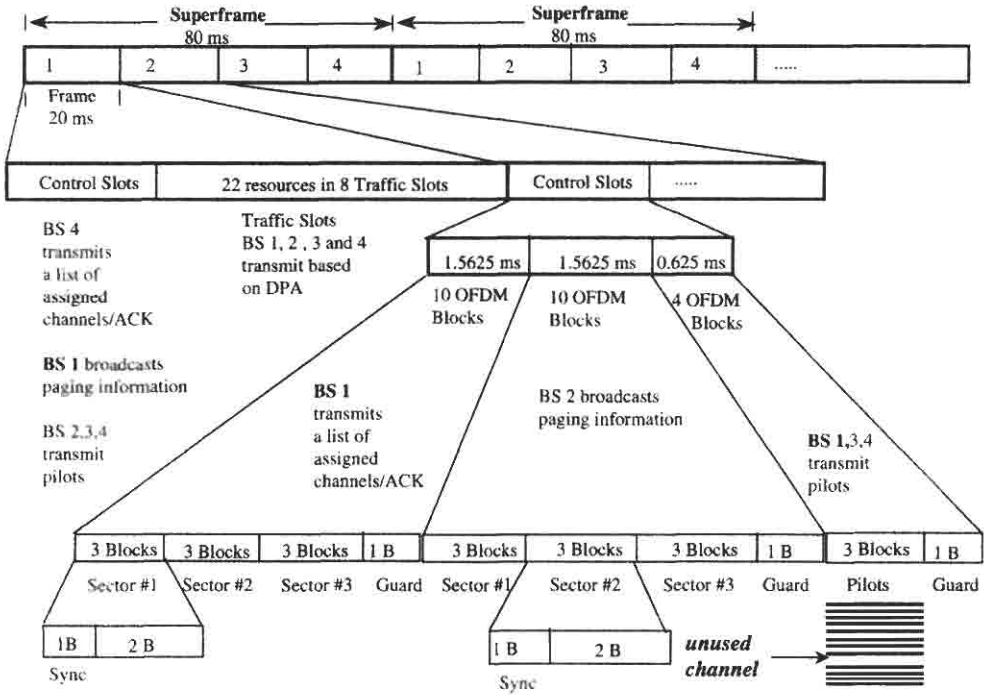 Superframe
80 ms
Superframe
80 ms
1 2 3 4 1 2 3 4 .....
Frame
20 ms
Control Slots
22 resources in 8 Traffic Slots
Control Slots
.....
BS 4
transmits
a list of
assigned
channels/ACK
Traffic Slots
BS 1, 2 , 3 and 4
transmit based
on DPA
1.5625 ms
1.5625 ms
0.625 ms
10 OFDM
Blocks
10 OFDM
Blocks
4 OFDM
Blocks
BS 1 broadcasts
paging information
BS 2,3,4
transmit
pilots
BS 1
transmits
a list of
assigned
channels/ACK
BS 2 broadcasts
paging information
BS 1,3,4
transmit
pilots
3 Blocks 3 Blocks 3 Blocks 1 B 3 Blocks 3 Blocks 3 Blocks 1 B 3 Blocks 1 B
Sector #1 Sector #2 Sector #3 Guard Sector #1 Sector #2 Sector #3 Guard Pilots Guard
1B 2 B
Sync
1 B 2 B
Sync
unused
channel